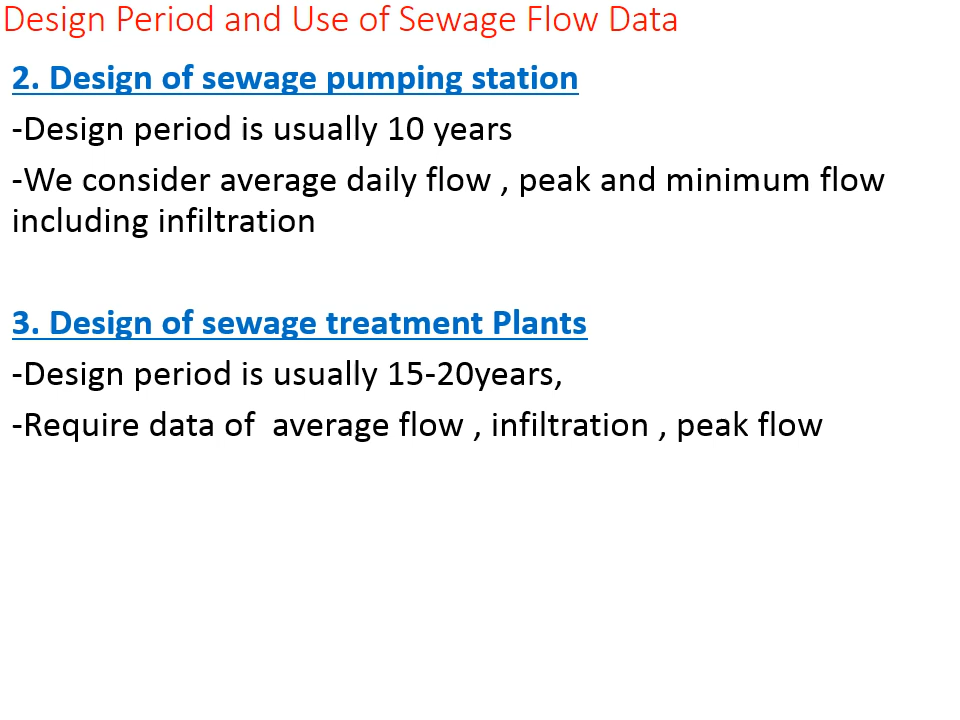 Design Period and Use of Sewage Flow Data
2. Design of sewage pumping station
-Design period is usually 10 years
-We consider average daily flow , peak and minimum flow
including infiltration
3. Design of sewage treatment Plants
-Design period is usually 15-20years,
-Require data of  average flow , infiltration , peak flow